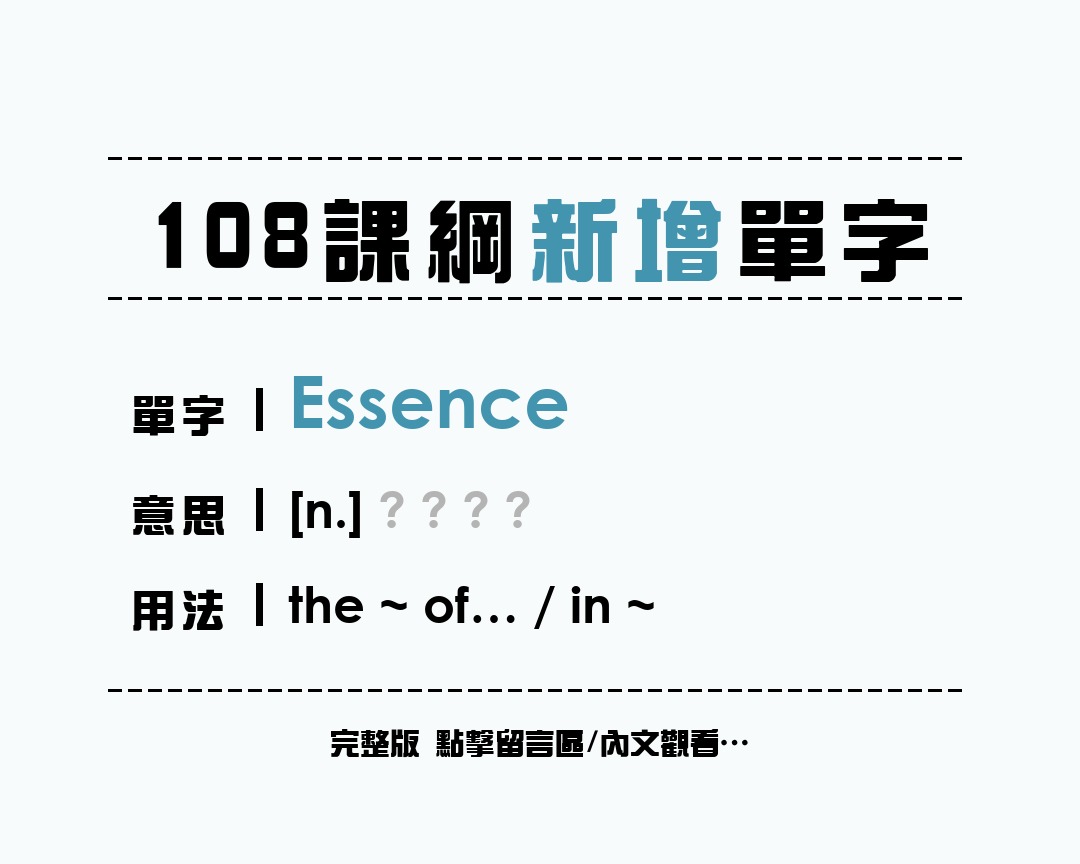 108課綱新增單字
單字 | Essence
意思 | [n.] ????
用法 | the ~ of… / in ~
完整版 點擊留言區/內文觀看…